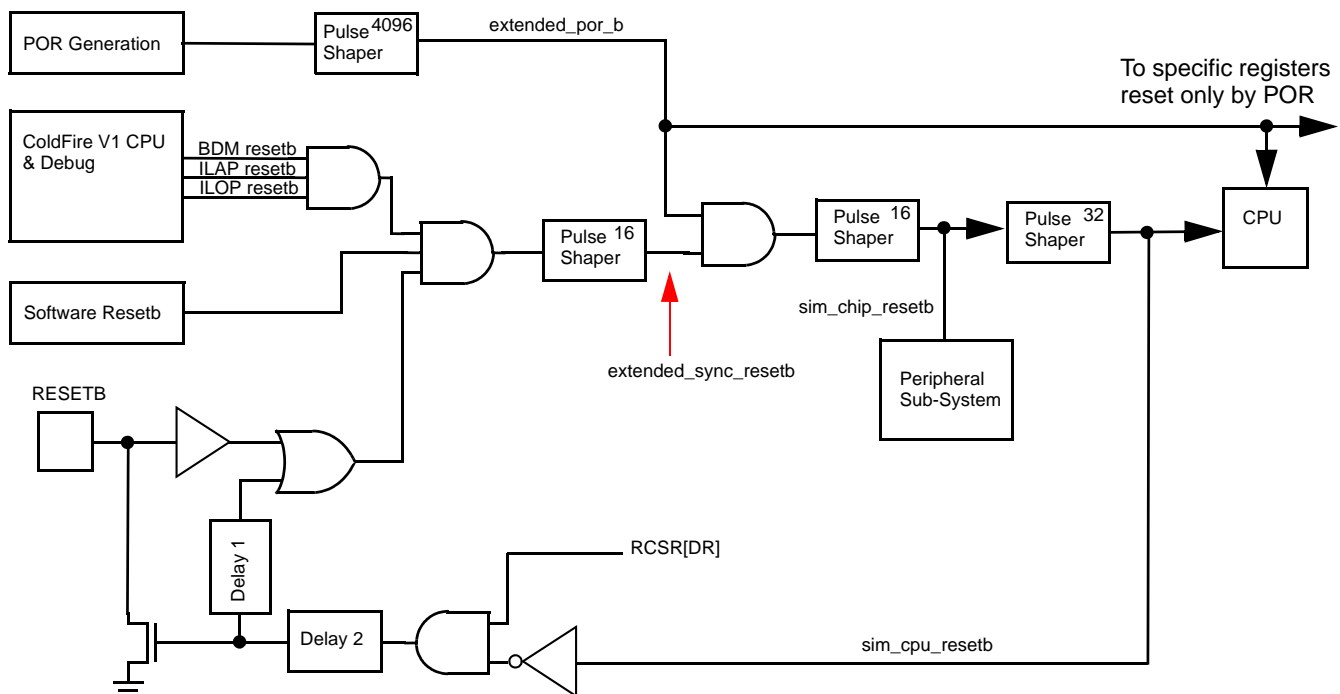 POR Generation
Pulse 4096
Shaper
extended_por_b
To specific registers
reset only by POR
ColdFire V1 CPU
& Debug
BDM resetb
ILAP resetb
ILOP resetb
Pulse 16
Shaper
Pulse 16
Shaper
Pulse 32
Shaper
CPU
Software Resetb
sim_chip_resetb
extended_sync_resetb
Peripheral
Sub-System
RESETB
Delay 1
RCSR[DR]
Delay 2
sim_cpu_resetb